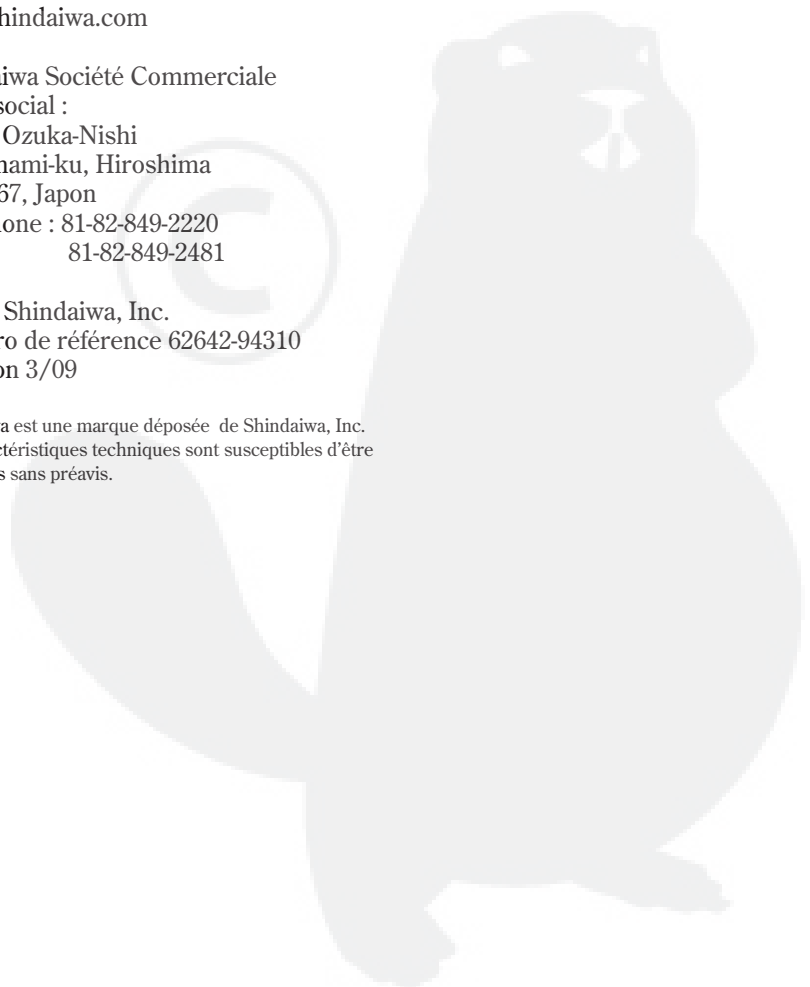 hindaiwa.com
iwa Société Commerciale
social :
Ozuka-Nishi
nami-ku, Hiroshima
67, Japon
one : 81-82-849-2220
81-82-849-2481
Shindaiwa, Inc.
ro de référence 62642-94310
on 3/09
a est une marque déposée de Shindaiwa, Inc.
ctéristiques techniques sont susceptibles d’être
s sans préavis.
©